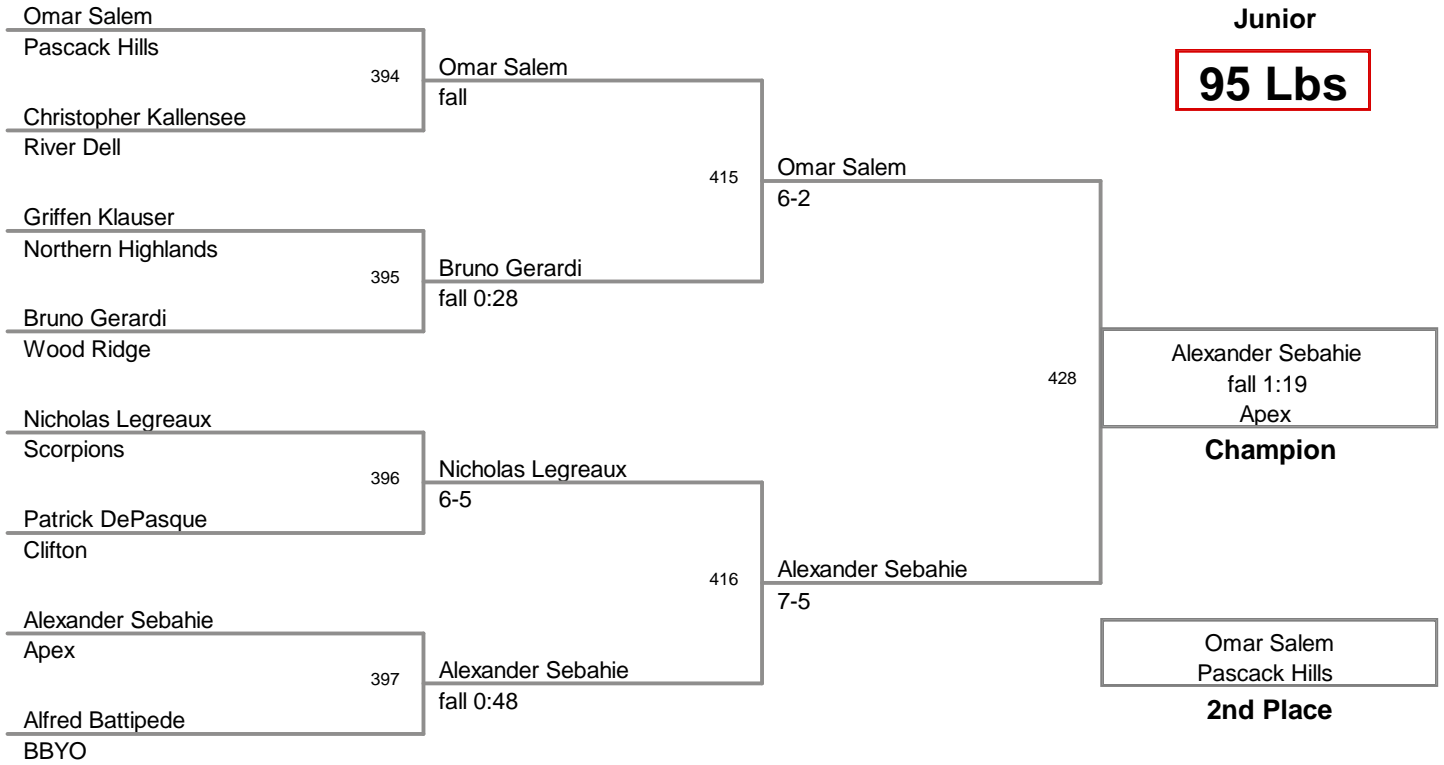 Omar Salem
Pascack Hills
394
Christopher Kallensee
River Dell
Griffen Klauser
Northern Highlands
395
Bruno Gerardi
Wood Ridge
Nicholas Legreaux
Scorpions
396
Patrick DePasque
Clifton
Alexander Sebahie
Apex
397
Alfred Battipede
BBYO
Omar Salem
fall
415
Bruno Gerardi
fall 0:28
Nicholas Legreaux
6-5
416
Alexander Sebahie
fall 0:48
Omar Salem
6-2
428
Alexander Sebahie
7-5
Junior
95 Lbs
Alexander Sebahie
fall 1:19
Apex
Champion
Omar Salem
Pascack Hills
2nd Place